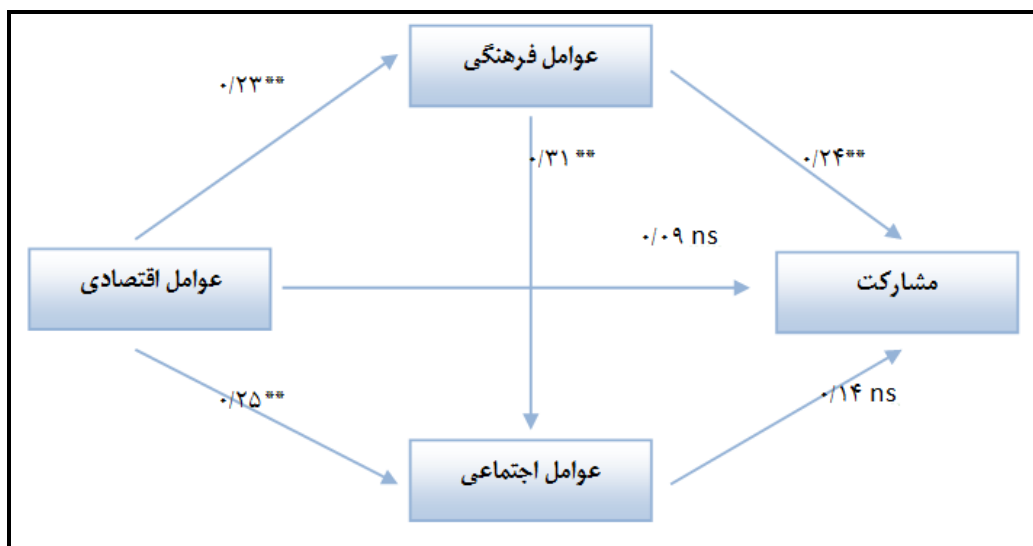 عوامل فرهنگی
۰/۲۳**
۰/۳۱**
۰/۲۴**
۰/۰۹ ns
عوامل اقتصادی
مشارکت
۰/۲۵**
۰/۱۴ ns
عوامل اجتماعی